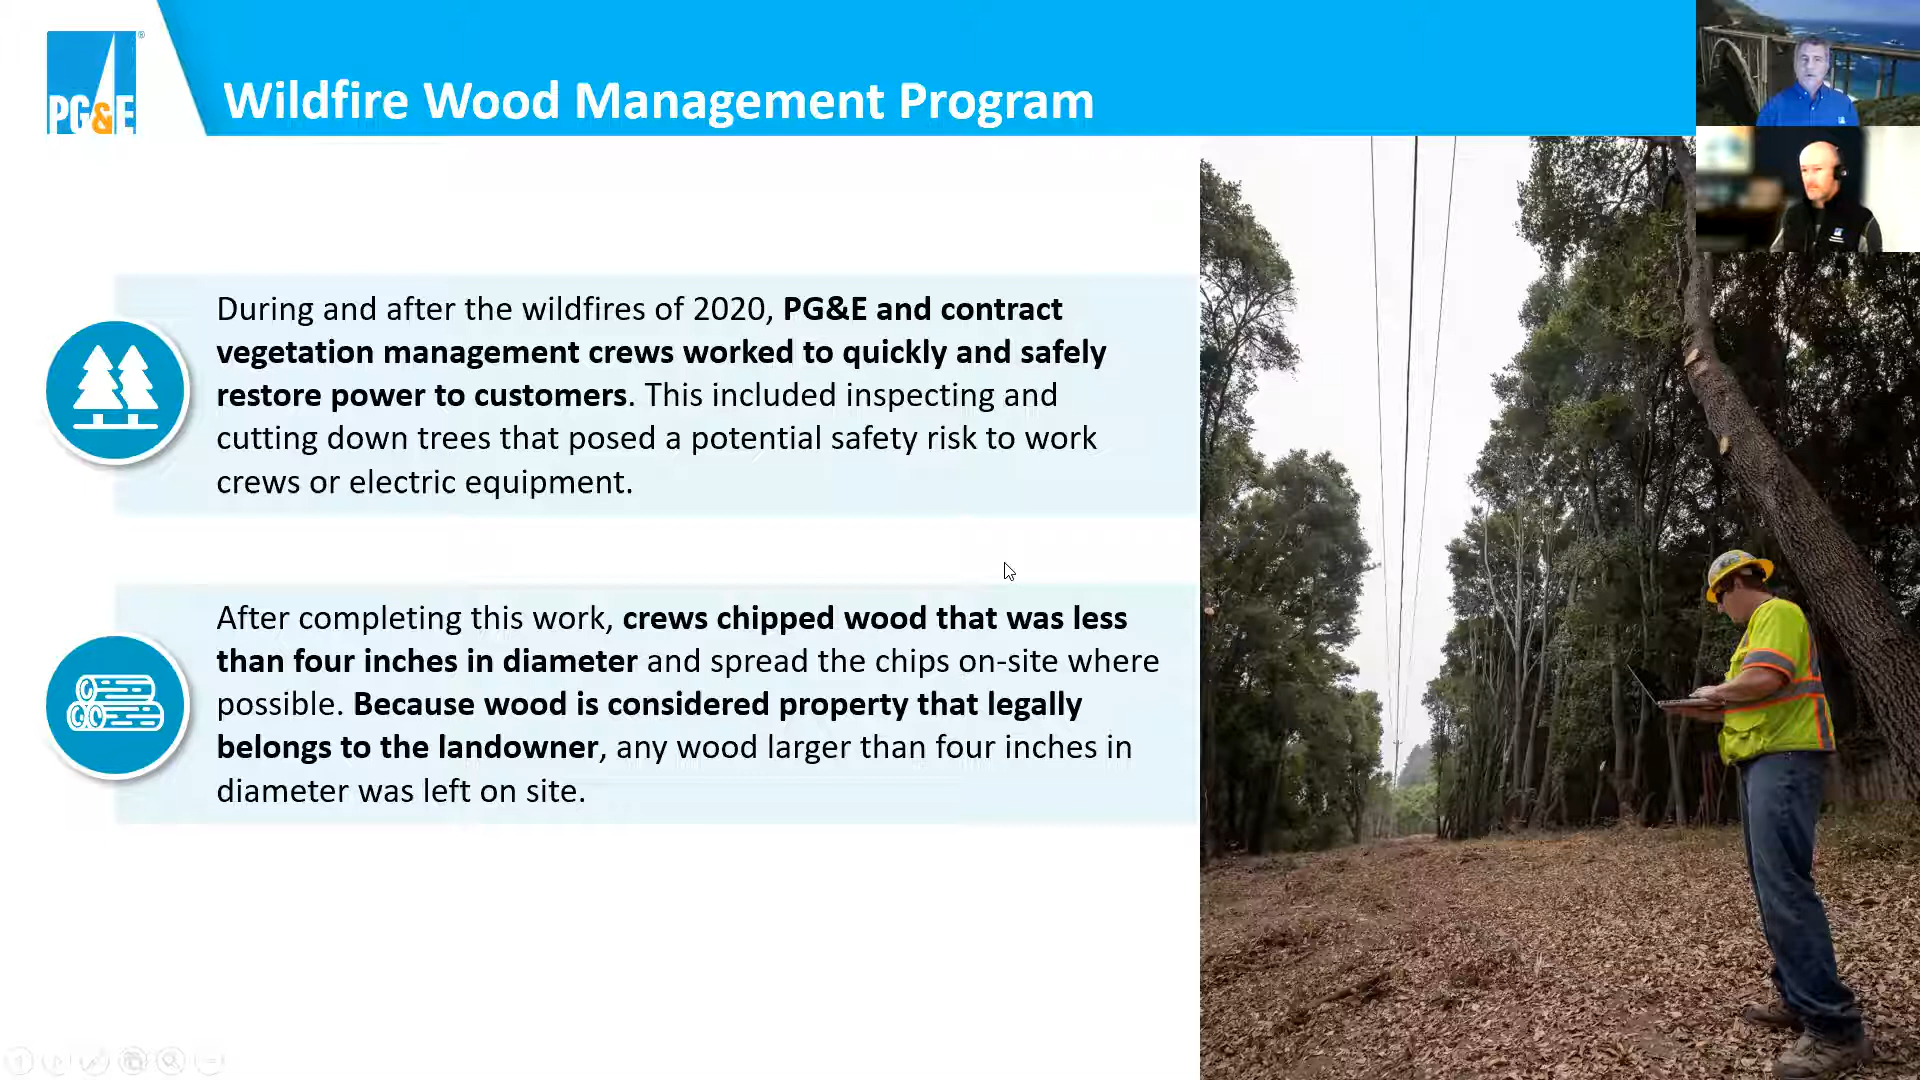 PG&E
®
Wildfire Wood Management Program
During and after the wildfires of 2020, PG&E and contract
vegetation management crews worked to quickly and safely
restore power to customers. This included inspecting and
cutting down trees that posed a potential safety risk to work
crews or electric equipment.
After completing this work, crews chipped wood that was less
than four inches in diameter and spread the chips on-site where
possible. Because wood is considered property that legally
belongs to the landowner, any wood larger than four inches in
diameter was left on site.